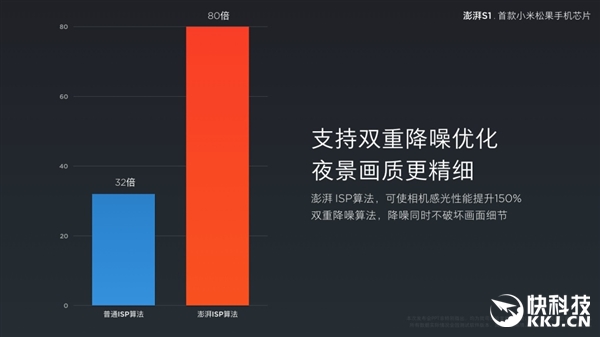 澎湃S1 . 首款小米松果手机芯片
80倍
80
60
40
32倍
20
0
普通ISP算法
澎湃ISP算法
支持双重降噪优化
夜景画质更精细
澎湃 ISP算法，可使相机感光性能提升150%
双重降噪算法，降噪同时不破坏画面细节
快科技
KKJ.CN